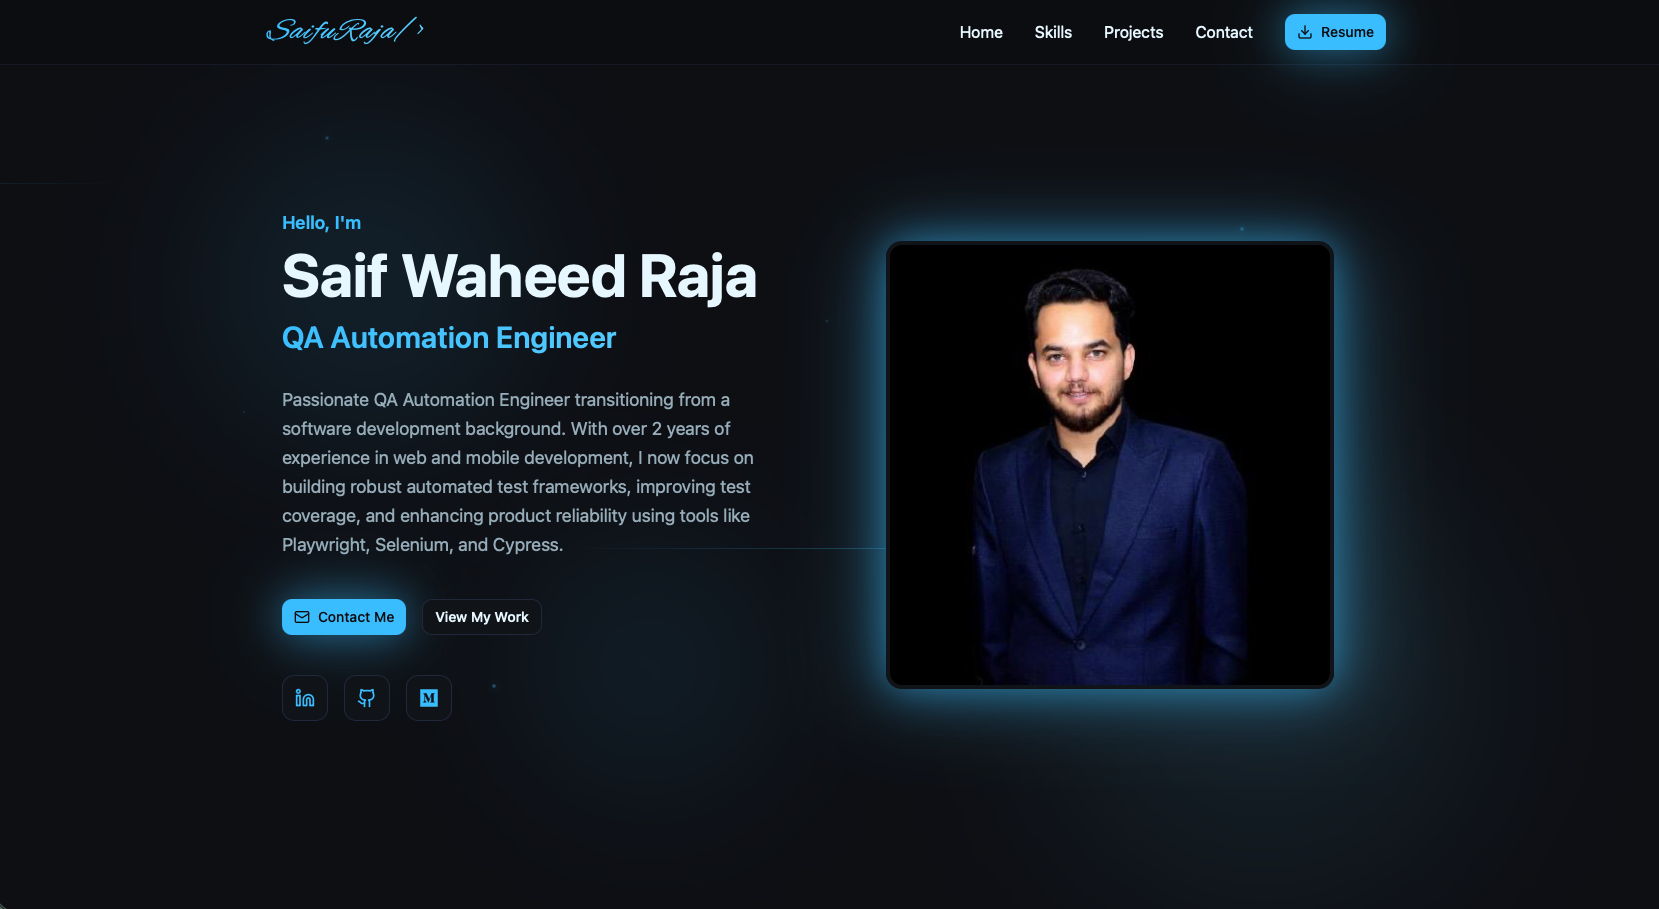 SaifuRaja/>
Home Skills Projects Contact Resume
Hello, I'm
Saif Waheed Raja
QA Automation Engineer
Passionate QA Automation Engineer transitioning from a
software development background. With over 2 years of
experience in web and mobile development, I now focus on
building robust automated test frameworks, improving test
coverage, and enhancing product reliability using tools like
Playwright, Selenium, and Cypress.
Contact Me View My Work
in
M